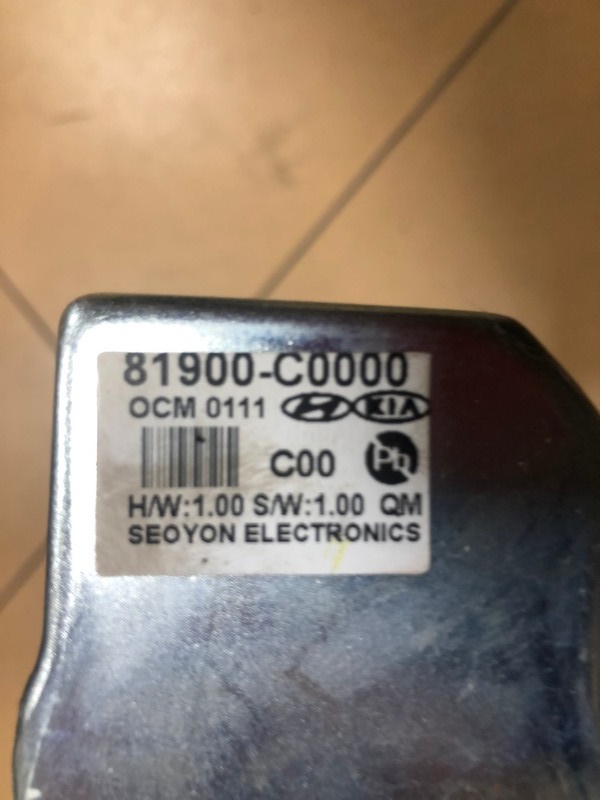 81900-C0000
OCM 0111 KIA
C00 Pb
H/W:1.00 S/W:1.00 QM
SEOYON ELECTRONICS